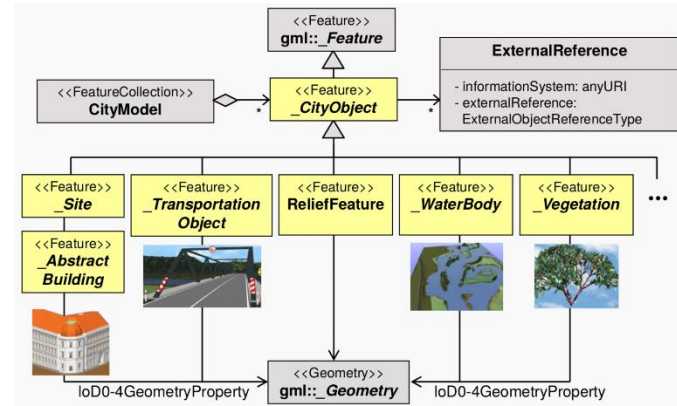 <<Feature>>
gml::_Feature
ExternalReference
- informationSystem: anyURI
- externalReference:
ExternalObjectReferenceType
<<FeatureCollection>>
CityModel
*
<<Feature>>
_CityObject
*
<<Feature>>
_Site
<<Feature>>
_Transportation
Object
<<Feature>>
ReliefFeature
<<Feature>>
_WaterBody
<<Feature>>
_Vegetation
...
<<Feature>>
_Abstract
Building
<<Geometry>>
gml::_Geometry
loD0-4GeometryProperty
loD0-4GeometryProperty